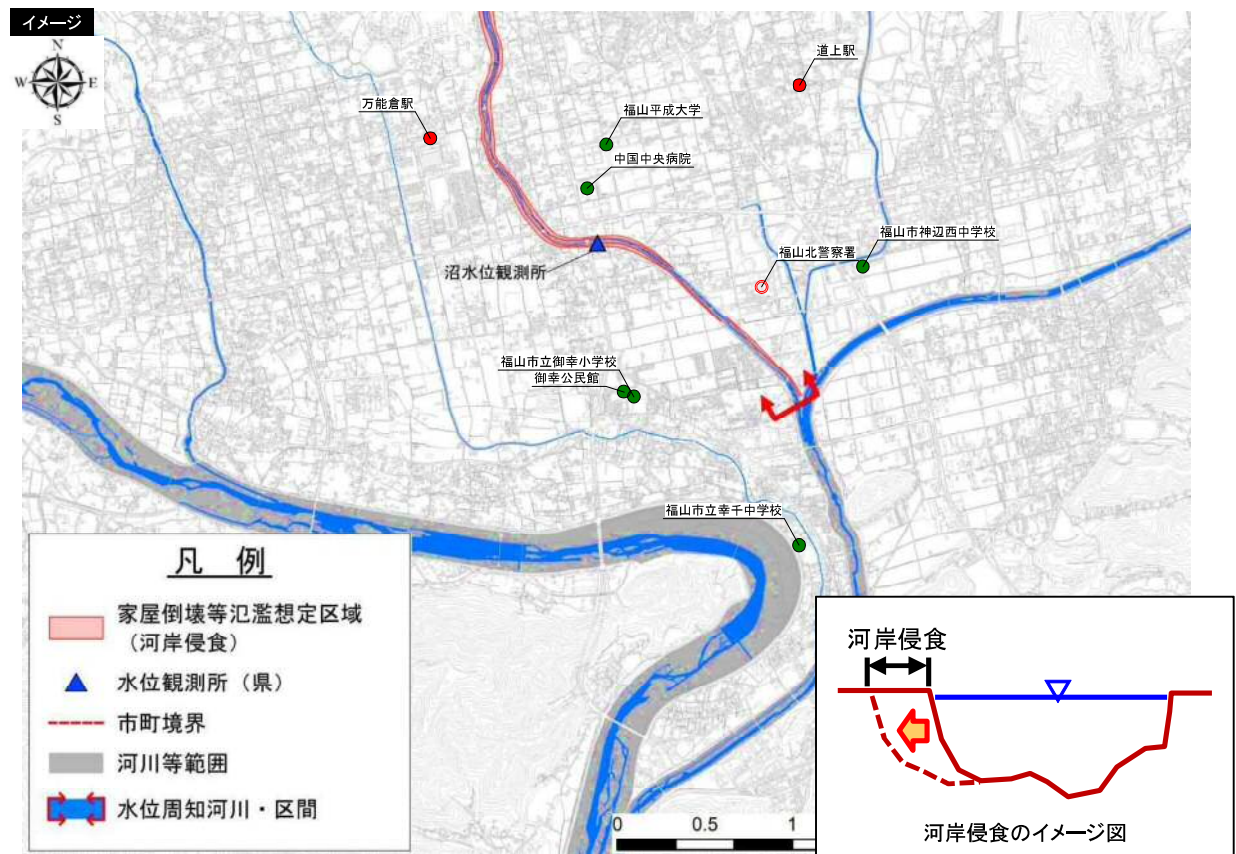 イメージ
N
W
E
S
道上駅
万能倉駅
福山平成大学
中国中央病院
福山市神辺西中学校
福山北警察署
沼水位観測所
福山市立御幸小学校
御幸公民館
福山市立幸千中学校
凡 例
家屋倒壊等氾濫想定区域
（河岸侵食）
水位観測所（県）
市町境界
河川等範囲
水位周知河川・区間
0 0.5 1
河岸侵食
河岸侵食のイメージ図